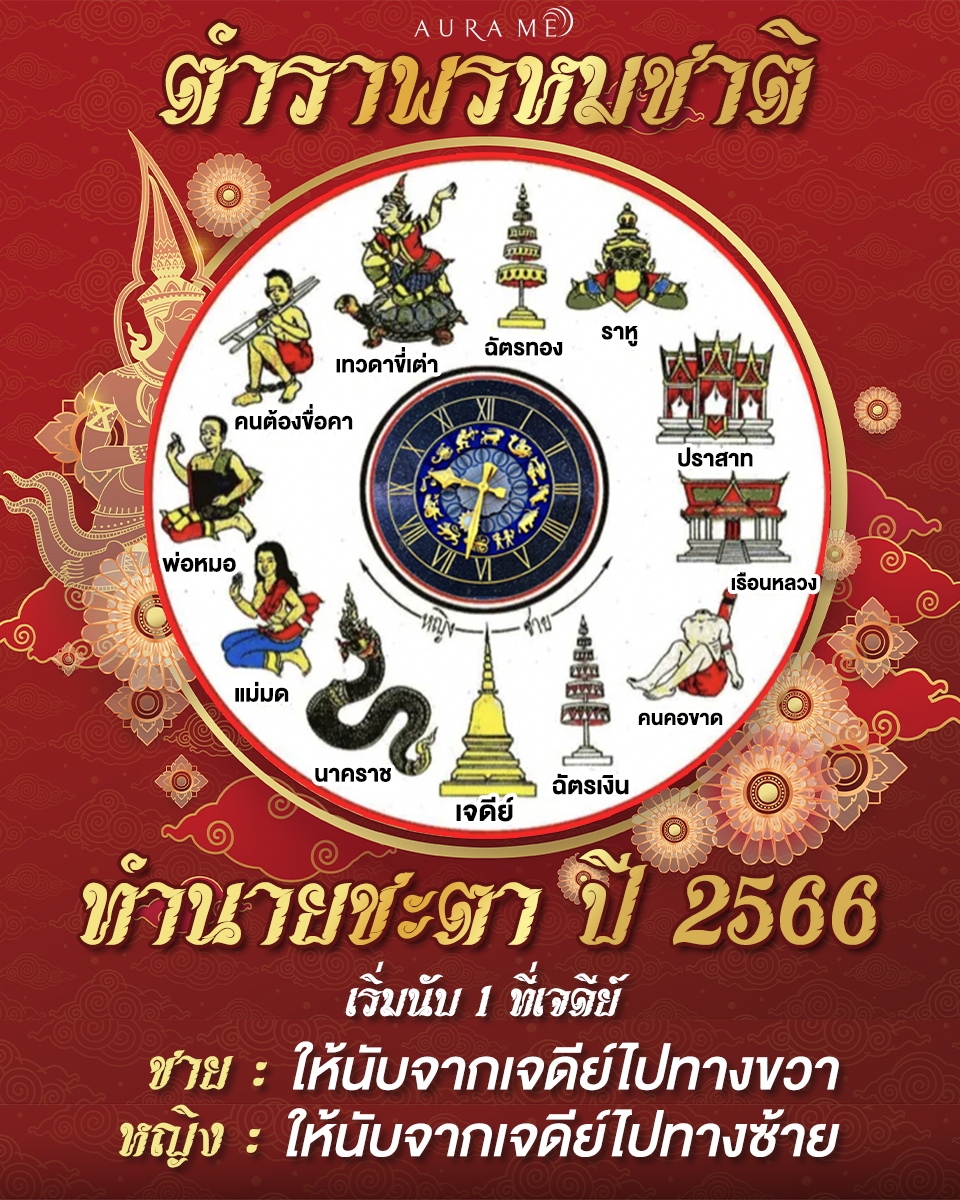 AURA ME
ตำราพรหมชาติ
เทวดาขี่เต่า
ฉัตรทอง
ราหู
คนต้องขื่อคา
ปราสาท
พ่อหมอ
เรือนหลวง
แม่มด
คนคอขาด
นาคราช
เจดีย์
ฉัตรเงิน
XII
หญิง
ชาย
ทำนายชะตา ปี 2566
เริ่มนับ 1 ที่เจดีย์
ชาย : ให้นับจากเจดีย์ไปทางขวา
หญิง : ให้นับจากเจดีย์ไปทางซ้าย